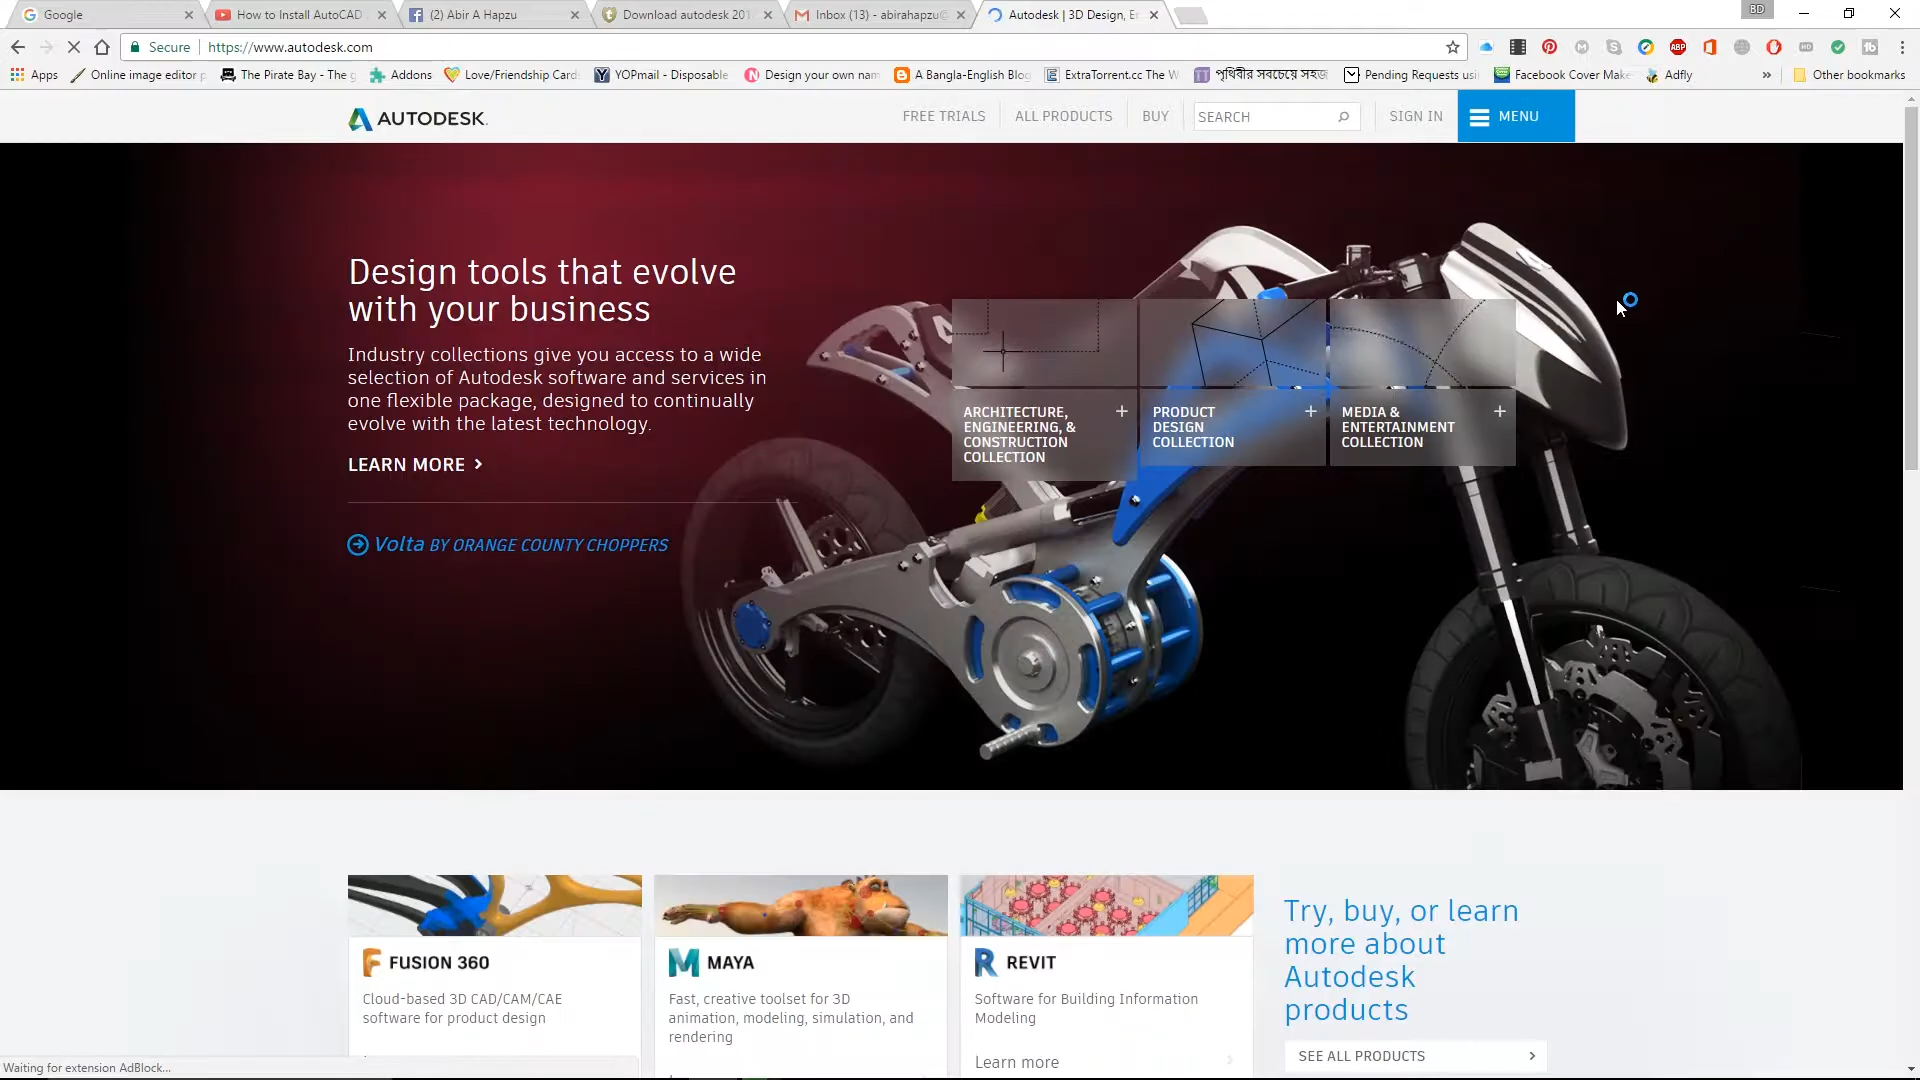 Google
How to Install AutoCAD
(2) Abir A Hapzu
Download autodesk 201
Inbox (13) - abirahapzu@
Autodesk | 3D Design, En
BD
Secure
https://www.autodesk.com
Apps
Online image editor p
The Pirate Bay - The g
Addons
Love/Friendship Card
YOPmail - Disposable
Design your own nam
A Bangla-English Blog
ExtraTorrent.cc The W
পৃথিবীর সবচেয়ে সহজ
Pending Requests usi
Facebook Cover Make
Adfly
»
Other bookmarks
AUTODESK.
FREE TRIALS
ALL PRODUCTS
BUY
SEARCH
SIGN IN
MENU
Design tools that evolve
with your business
Industry collections give you access to a wide
selection of Autodesk software and services in
one flexible package, designed to continually
evolve with the latest technology.
LEARN MORE
Volta BY ORANGE COUNTY CHOPPERS
ARCHITECTURE,
ENGINEERING, &
CONSTRUCTION
COLLECTION
PRODUCT
DESIGN
COLLECTION
MEDIA &
ENTERTAINMENT
COLLECTION
FUSION 360
Cloud-based 3D CAD/CAM/CAE
software for product design
MAYA
Fast, creative toolset for 3D
animation, modeling, simulation, and
rendering
REVIT
Software for Building Information
Modeling
Learn more
Try, buy, or learn
more about
Autodesk
products
SEE ALL PRODUCTS
Waiting for extension AdBlock...